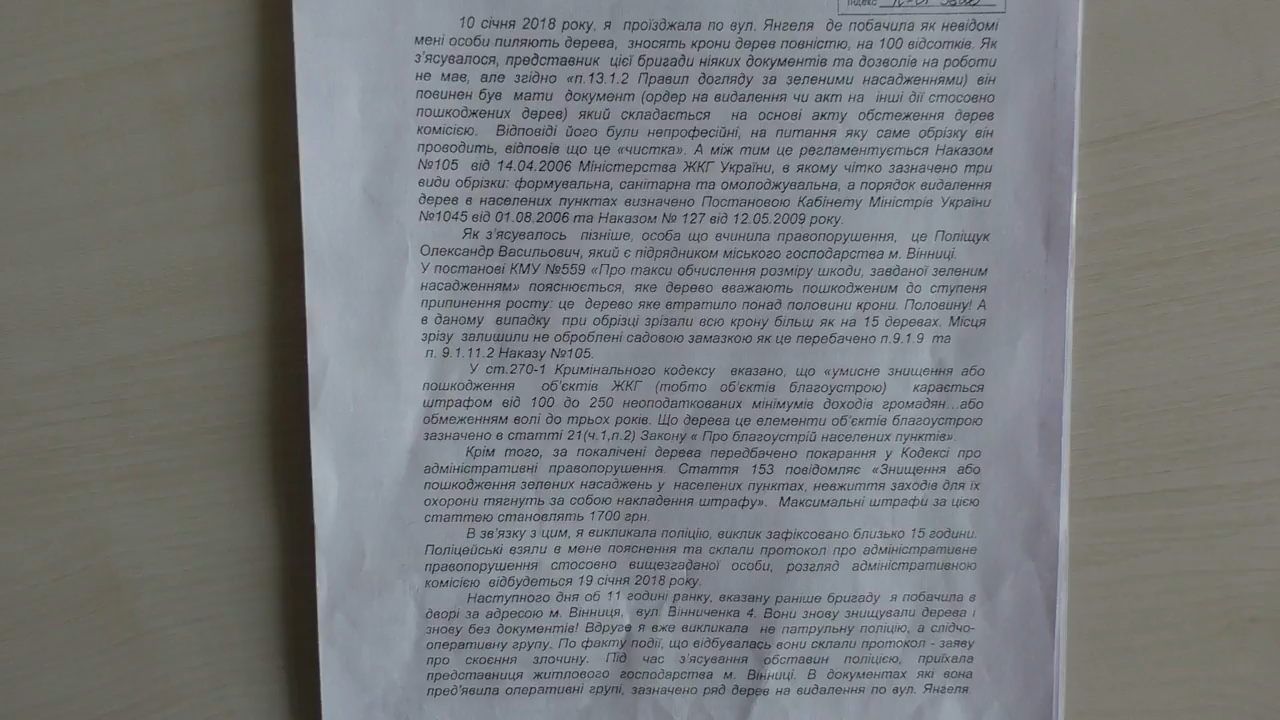 індекс
10 січня 2018 року, я проїзджала по вул. Янгеля де побачила як невідомі
мені особи пиляють дерева, зносять крони дерев повністю, на 100 відсотків. Як
з’ясувалося, представник цієї бригади ніяких документів та дозволів на роботи
не мав, але згідно «п.13.1.2 Правил догляду за зеленими насадженнями) він
повинен був мати документ (ордер на видалення чи акт на інші дії стосовно
пошкоджених дерев) який складається на основі акту обстеження дерев
комісією. Відповіді його були непрофесійні, на питання яку саме обрізку він
проводить, відповів що це «чистка». А між тим це регламентується Наказом
№105 від 14.04.2006 Міністерства ЖКГ України, в якому чітко зазначено три
види обрізки: формувальна, санітарна та омолоджувальна, а порядок видалення
дерев в населених пунктах визначено Постановою Кабінету Міністрів України
№1045 від 01.08.2006 та Наказом № 127 від 12.05.2009 року.
Як з’ясувалось пізніше, особа що вчинила правопорушення, це Поліщук
Олександр Васильович, який є підрядником міського господарства м. Вінниці.
У постанові КМУ №559 «Про такси обчислення розміру шкоди, завданої зеленим
насадженням» пояснюється, яке дерево вважають пошкодженим до ступеня
припинення росту: це дерево яке втратило понад половини крони. Половину! А
в даному випадку при обрізці зрізали всю крону більш як на 15 деревах. Місця
зрізу залишили не оброблені садовою замазкою як це перебачено п.9.1.9 та
п. 9.1.11.2 Наказу №105.
У ст.270-1 Кримінального кодексу вказано, що «умисне знищення або
пошкодження об’єктів ЖКГ (тобто об’єктів благоустрою) карається
штрафом від 100 до 250 неоподаткованих мінімумів доходів громадян...або
обмеженням волі до трьох років. Що дерева це елементи об’єктів благоустрою
зазначено в статті 21(ч.1,п.2) Закону « Про благоустрій населених пунктів».
Крім того, за покалічені дерева передбачено покарання у Кодексі про
адміністративні правопорушення. Стаття 153 повідомляє «Знищення або
пошкодження зелених насаджень у населених пунктах, невжиття заходів для їх
охорони тягнуть за собою накладення штрафу». Максимальні штрафи за цією
статтею становлять 1700 грн.
В зв’язку з цим, я викликала поліцію, виклик зафіксовано близько 15 години.
Поліцейські взяли в мене пояснення та склали протокол про адміністративне
правопорушення стосовно вищезгаданої особи, розгляд адміністративною
комісією відбудеться 19 січня 2018 року.
Наступного дня об 11 годині ранку, вказану раніше бригаду я побачила в
дворі за адресою м. Вінниця, вул. Вінниченка 4. Вони знову знищували дерева і
знову без документів! Вдруге я вже викликала не патрульну поліцію, а слідчо-
оперативну групу. По факту події, що відбувалась вони склали протокол - заяву
про скоєння злочину. Під час з’ясування обставин поліцією, приїхала
представниця житлового господарства м. Вінниці. В документах які вона
пред’явила оперативні групі, зазначено ряд дерев на видалення по вул. Янгеля